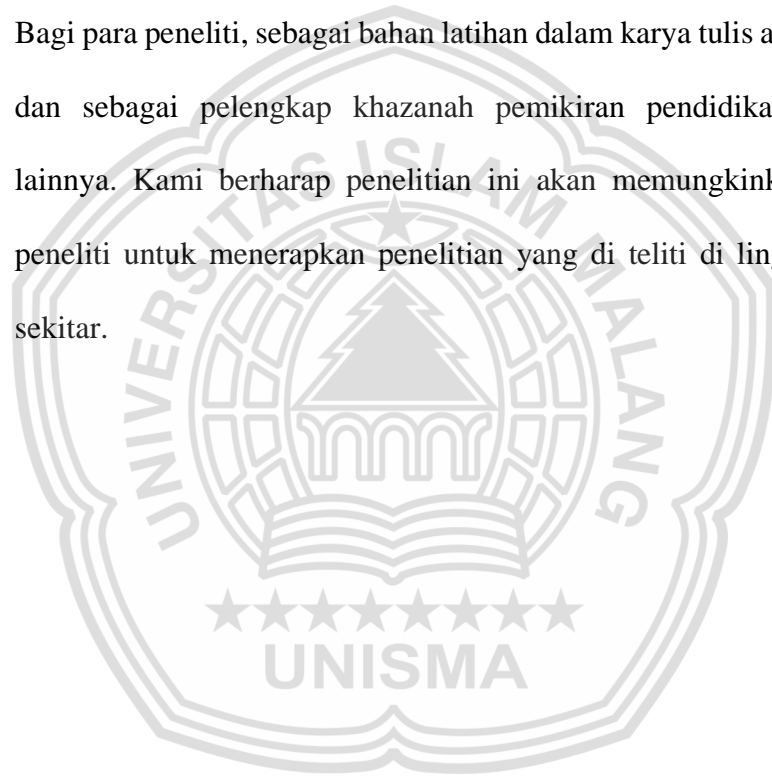 Bagi para peneliti, sebagai bahan latihan dalam karya tulis a
dan sebagai pelengkap khazanah pemikiran pendidika
lainnya. Kami berharap penelitian ini akan memungkink
peneliti untuk menerapkan penelitian yang di teliti di ling
sekitar.
UNIVERSITAS ISLAM MALANG
UNISMA